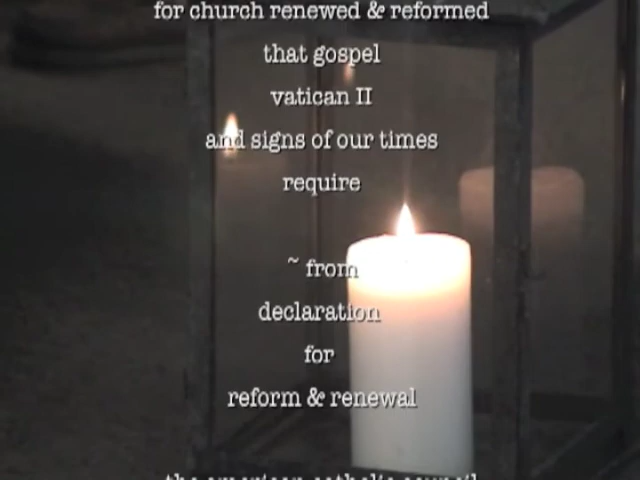 for church renewed & reformed
that gospel
vatican II
and signs of our times
require
~ from
declaration
for
reform & renewal
the american catholic council